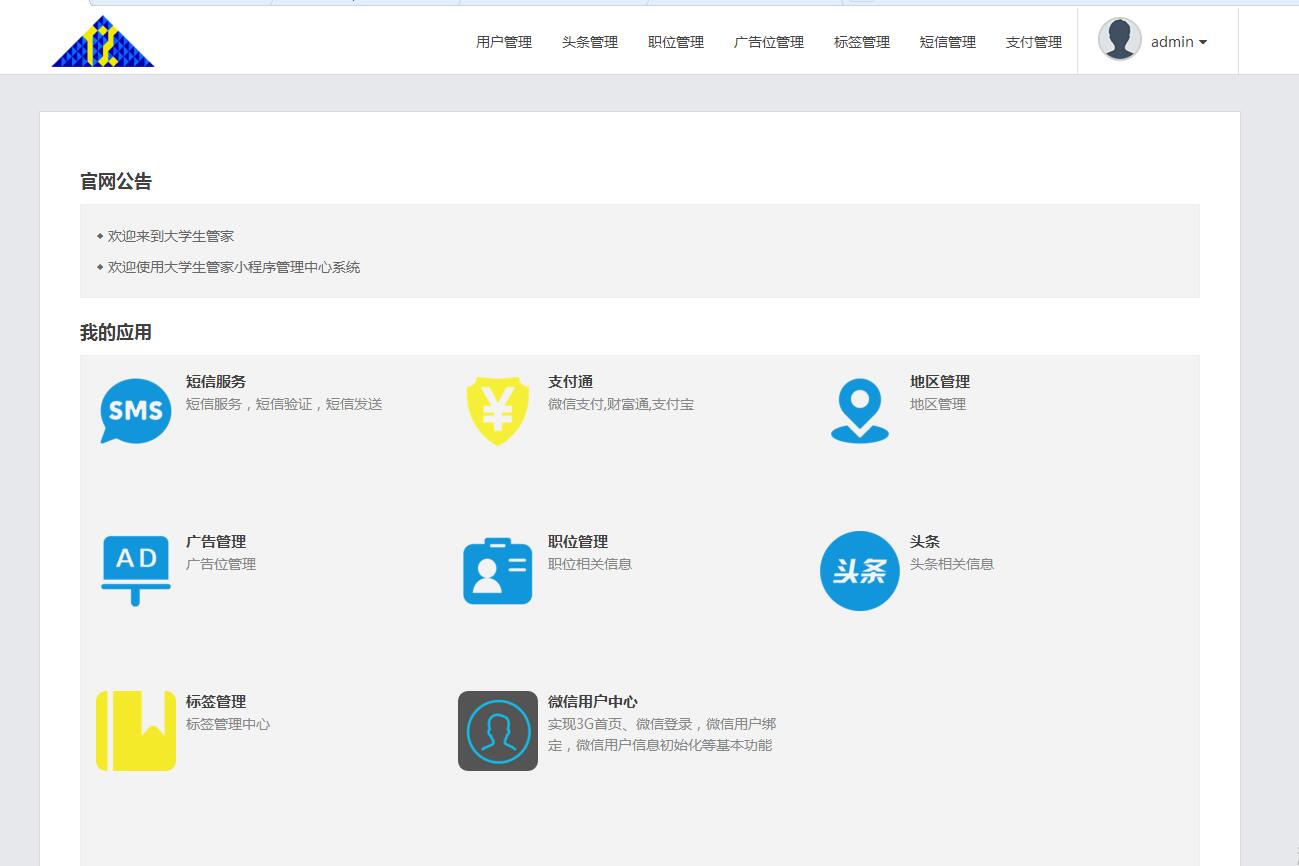 用户管理
头条管理
职位管理
广告位管理
标签管理
短信管理
支付管理
admin
官网公告
欢迎来到大学生管家
欢迎使用大学生管家小程序管理中心系统
我的应用
SMS
短信服务
短信服务，短信验证，短信发送
¥
支付通
微信支付,财富通,支付宝
地区管理
地区管理
AD
广告管理
广告位管理
职位管理
职位相关信息
头条
头条
头条相关信息
标签管理
标签管理中心
微信用户中心
实现3G首页、微信登录，微信用户绑
定，微信用户信息初始化等基本功能